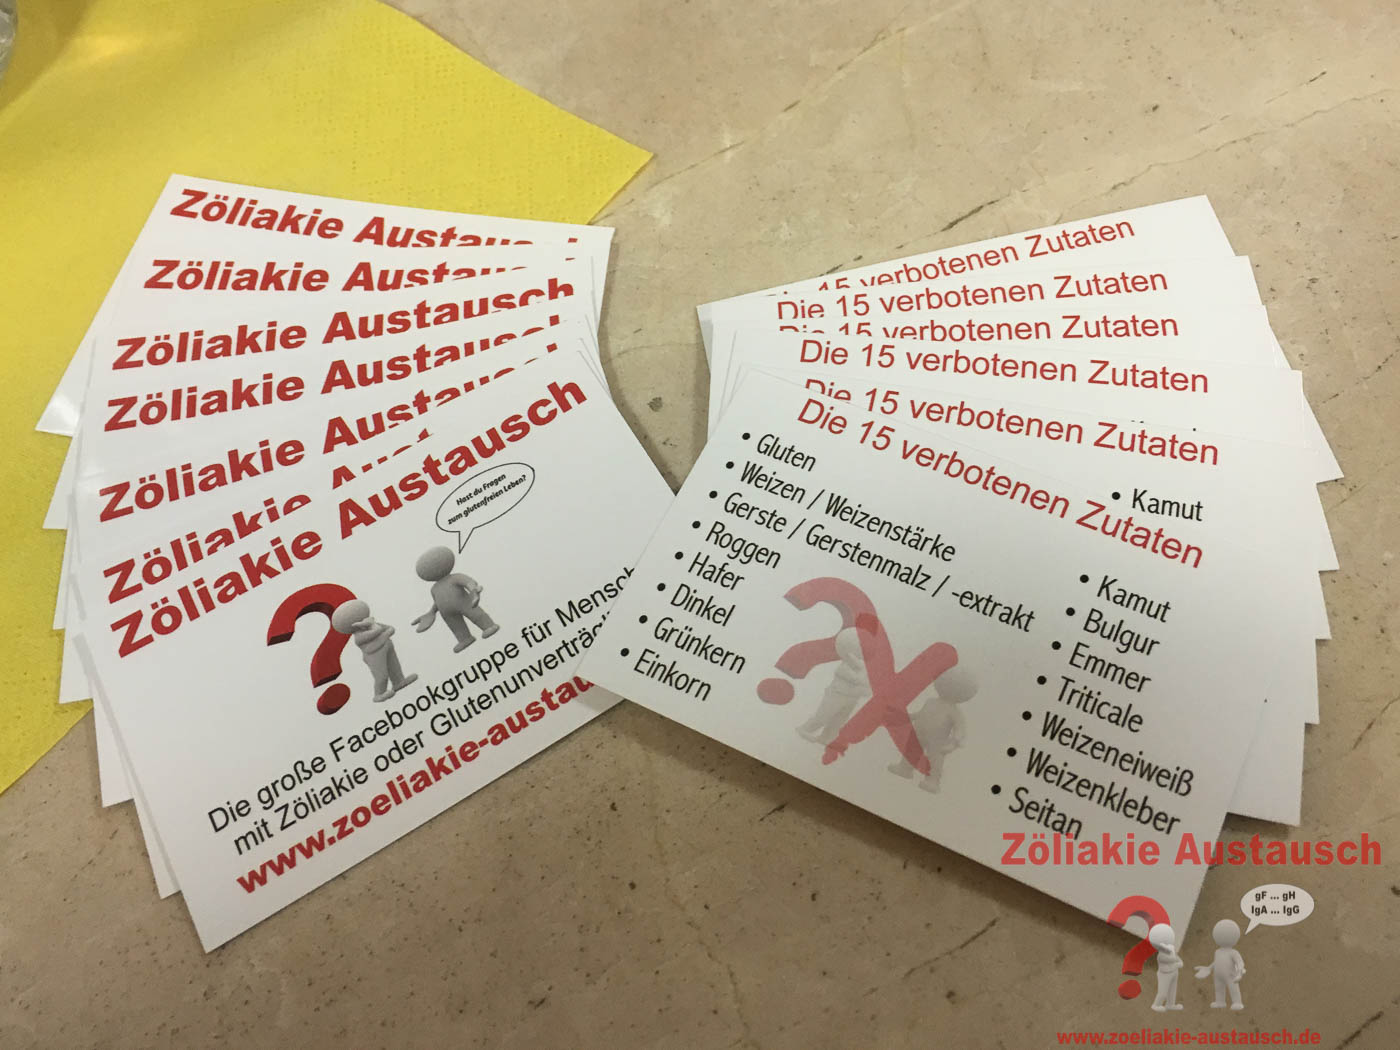 Zöliakie Austausch
Zöliakie Austausch
Zöliakie Austausch
Zöliakie Austausch
Zöliakie Austausch
Zöliakie
Zöliakie Austausch
Hast du Fragen
zum glutenfreien Leben?
Die große Facebookgruppe für Mensch
mit Zöliakie oder Glutenunverträg
www.zoeliakie-austau
Die 15 verbotenen Zutaten
Die 15 verbotenen Zutaten
Die 15 verbotenen Zutaten
Die 15 verbotenen Zutaten
Die 15 verbotenen Zutaten
• Kamut
Die 15 verbotenen Zutaten
• Gluten
• Weizen / Weizenstärke
• Gerste / Gerstenmalz / -extrakt
• Roggen
• Hafer
• Dinkel
• Grünkern
• Einkorn
• Kamut
• Bulgur
• Emmer
• Triticale
• Weizeneiweiß
• Weizenkleber
• Seitan
Zöliakie Austausch
gF ... gH
IgA ... IgG
www.zoeliakie-austausch.de